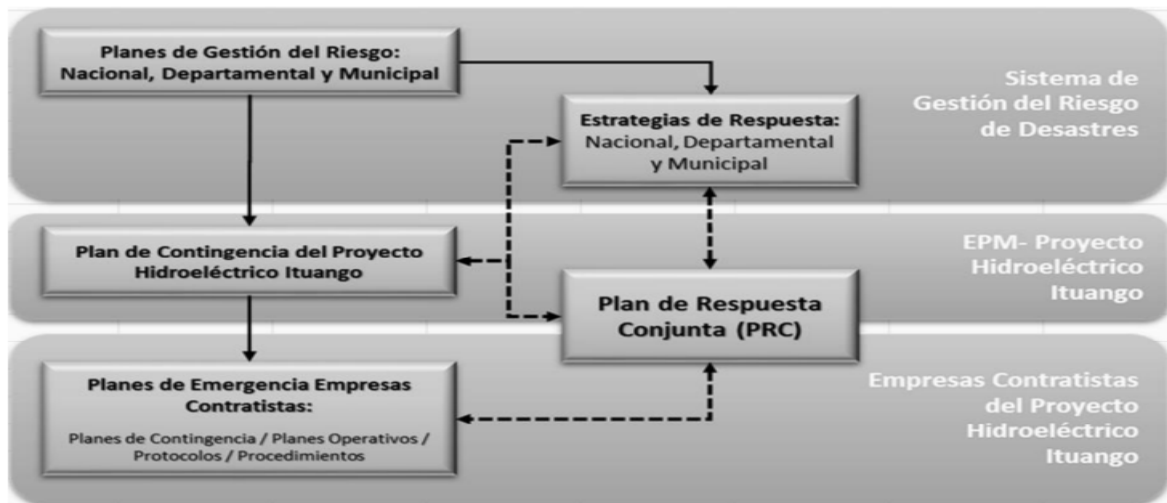 Planes de Gestión del Riesgo:
Nacional, Departamental y Municipal
Sistema de
Gestión del Riesgo
de Desastres
Estrategias de Respuesta:
Nacional, Departamental
y Municipal
Plan de Contingencia del Proyecto
Hidroeléctrico Ituango
EPM- Proyecto
Hidroeléctrico
Ituango
Plan de Respuesta
Conjunta (PRC)
Planes de Emergencia Empresas
Contratistas:
Planes de Contingencia / Planes Operativos /
Protocolos / Procedimientos
Empresas Contratistas
del Proyecto
Hidroeléctrico
Ituango